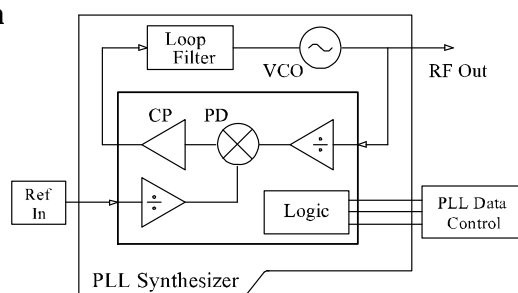 n
Loop
Filter
VCO
RF Out
CP
PD
÷
÷
Ref
In
Logic
PLL Data
Control
PLL Synthesizer